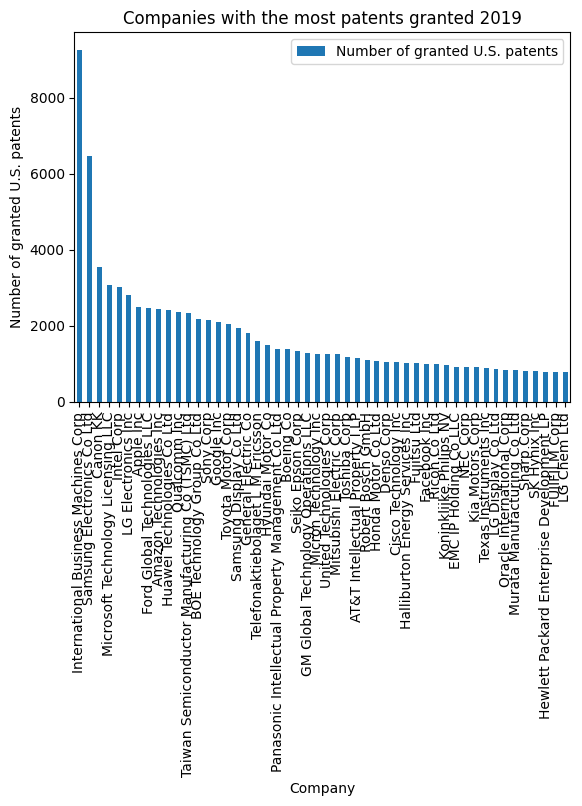 Companies with the most patents granted 2019
Number of granted U.S. patents
Number of granted U.S. patents
8000
6000
4000
2000
0
International Business Machines Corp
Samsung Electronics Co Ltd
Canon KK
Microsoft Technology Licensing LLC
Intel Corp
LG Electronics Inc
Apple Inc
Ford Global Technologies LLC
Amazon Technologies Inc
Huawei Technologies Co Ltd
Qualcomm Inc
Taiwan Semiconductor Manufacturing Co (TSMC) Ltd
BOE Technology Group Co Ltd
Sony Corp
Google Inc
Toyota Motor Corp
Samsung Display Co Ltd
General Electric Co
Telefonaktiebolaget L M Ericsson
Hyundai Motor Co
Panasonic Intellectual Property Management Co Ltd
Boeing Co
Seiko Epson Corp
GM Global Technology Operations LLC
Micron Technology Inc
United Technologies Corp
Mitsubishi Electric Corp
Toshiba Corp
AT&T Intellectual Property I L P
Robert Bosch GmbH
Honda Motor Co Ltd
Denso Corp
Cisco Technology Inc
Halliburton Energy Services Inc
Fujitsu Ltd
Facebook Inc
Ricoh Co Ltd
Koninklijke Philips NV
EMC IP Holding Co LLC
NEC Corp
Kia Motors Corp
Texas Instruments Inc
LG Display Co Ltd
Oracle International Corp
Murata Manufacturing Co Ltd
Sharp Corp
SK Hynix Inc
Hewlett Packard Enterprise Development L P
FUJIFILM Corp
LG Chem Ltd
Company